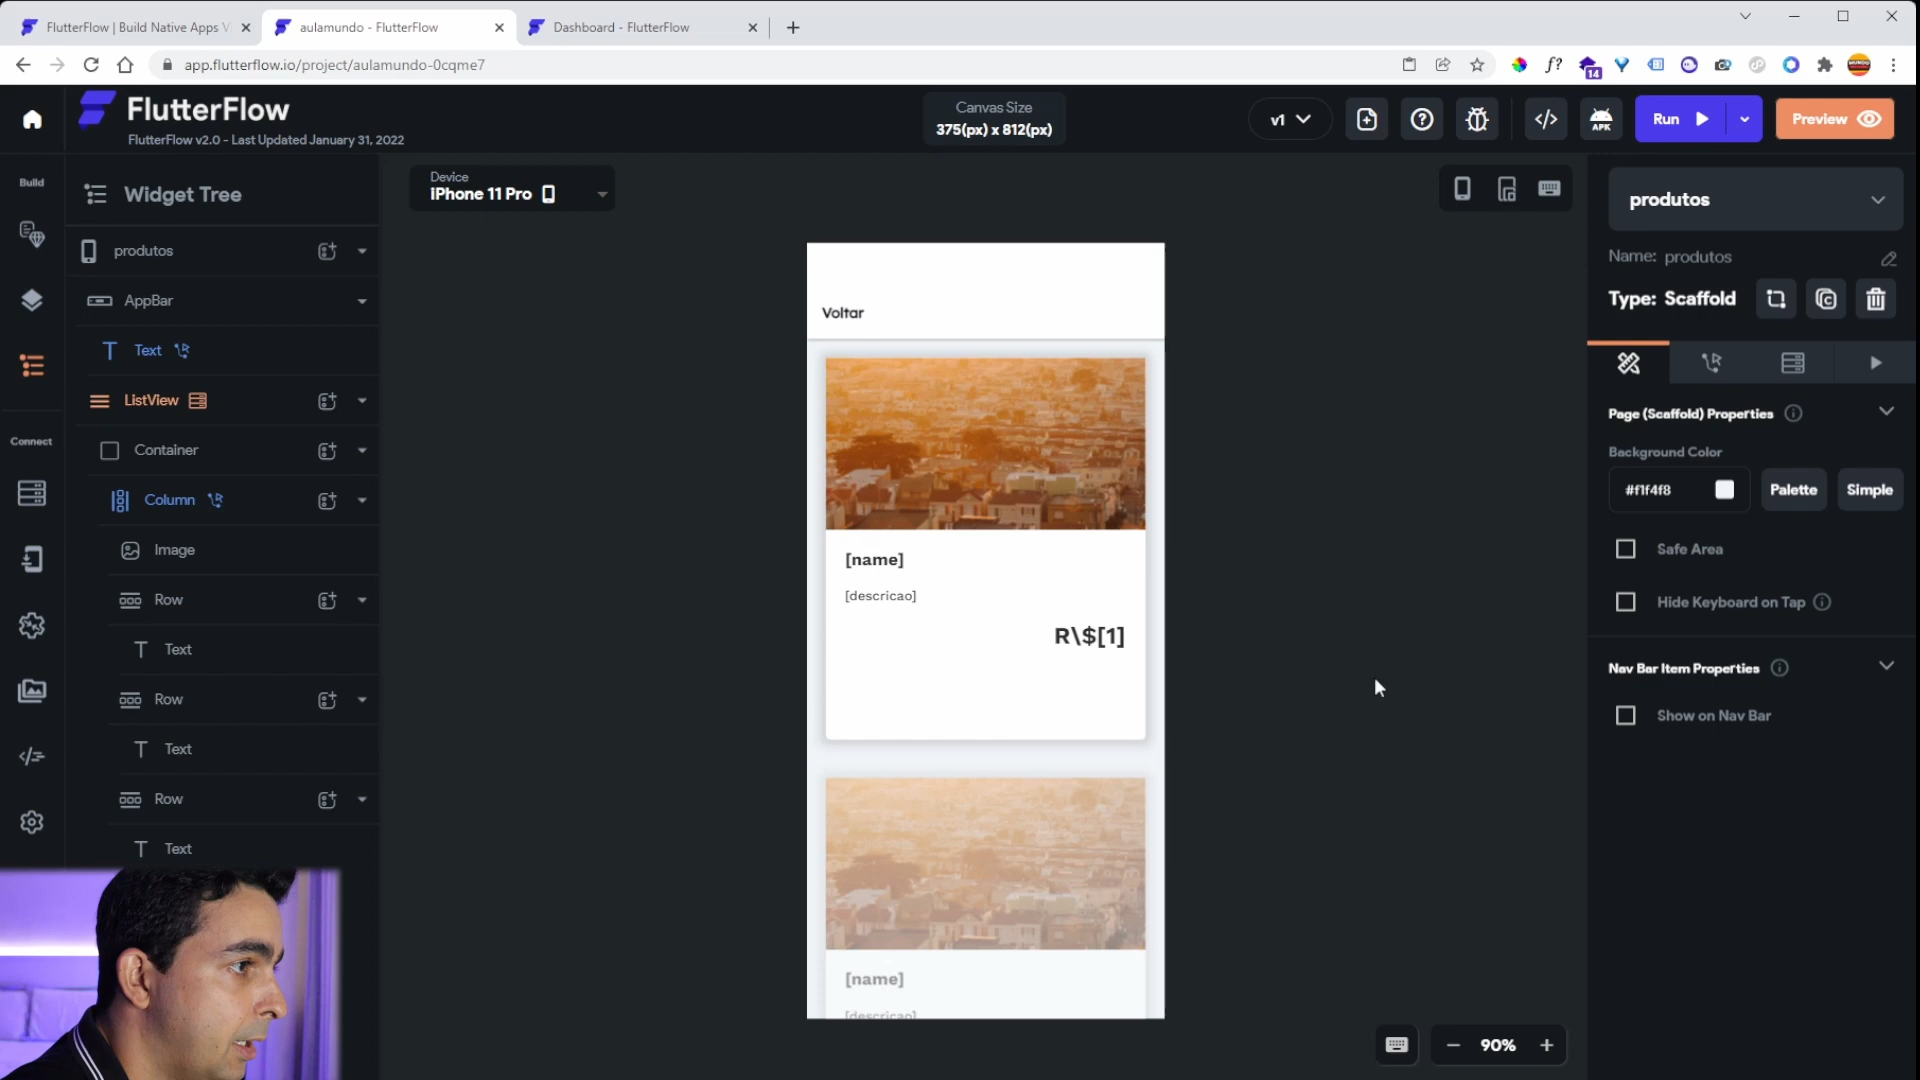 FlutterFlow | Build Native Apps V
aulamundo - FlutterFlow
Dashboard - FlutterFlow
app.flutterflow.io/project/aulamundo-0cqme7
f?
14
FlutterFlow
FlutterFlow v2.0 - Last Updated January 31, 2022
Canvas Size
375(px) x 812(px)
v1
APK
Run
Preview
Build
Connect
Widget Tree
produtos
AppBar
Text
ListView
Container
Column
Image
Row
Text
Row
Text
Row
Text
Device
iPhone 11 Pro
Voltar
[name]
[descricao]
R\$[1]
[name]
[descricao]
90%
produtos
Name: produtos
Type: Scaffold
Page (Scaffold) Properties
Background Color
#f1f4f8
Palette
Simple
Safe Area
Hide Keyboard on Tap
Nav Bar Item Properties
Show on Nav Bar